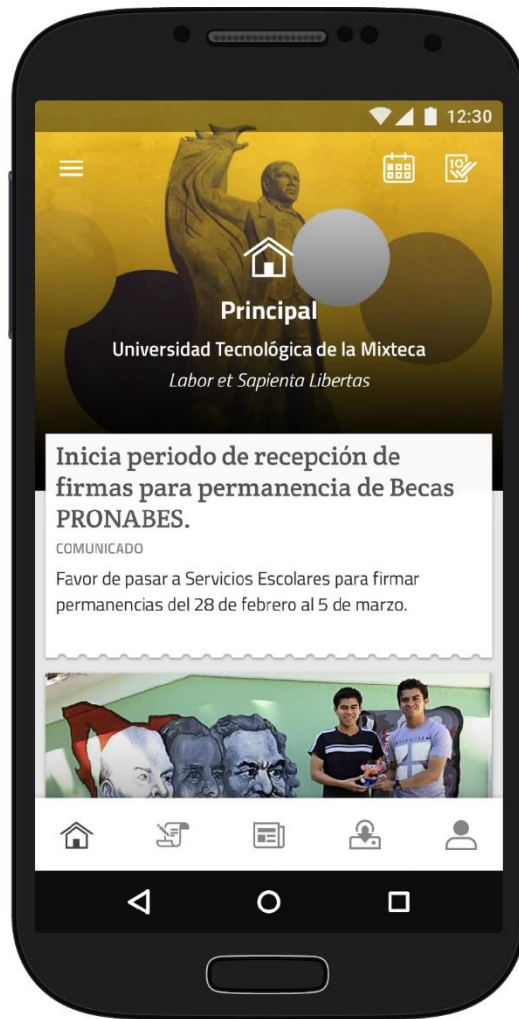 12:30
10
Principal
Universidad Tecnológica de la Mixteca
Labor et Sapienta Libertas
Inicia periodo de recepción de
firmas para permanencia de Becas
PRONABES.
COMUNICADO
Favor de pasar a Servicios Escolares para firmar
permanencias del 28 de febrero al 5 de marzo.